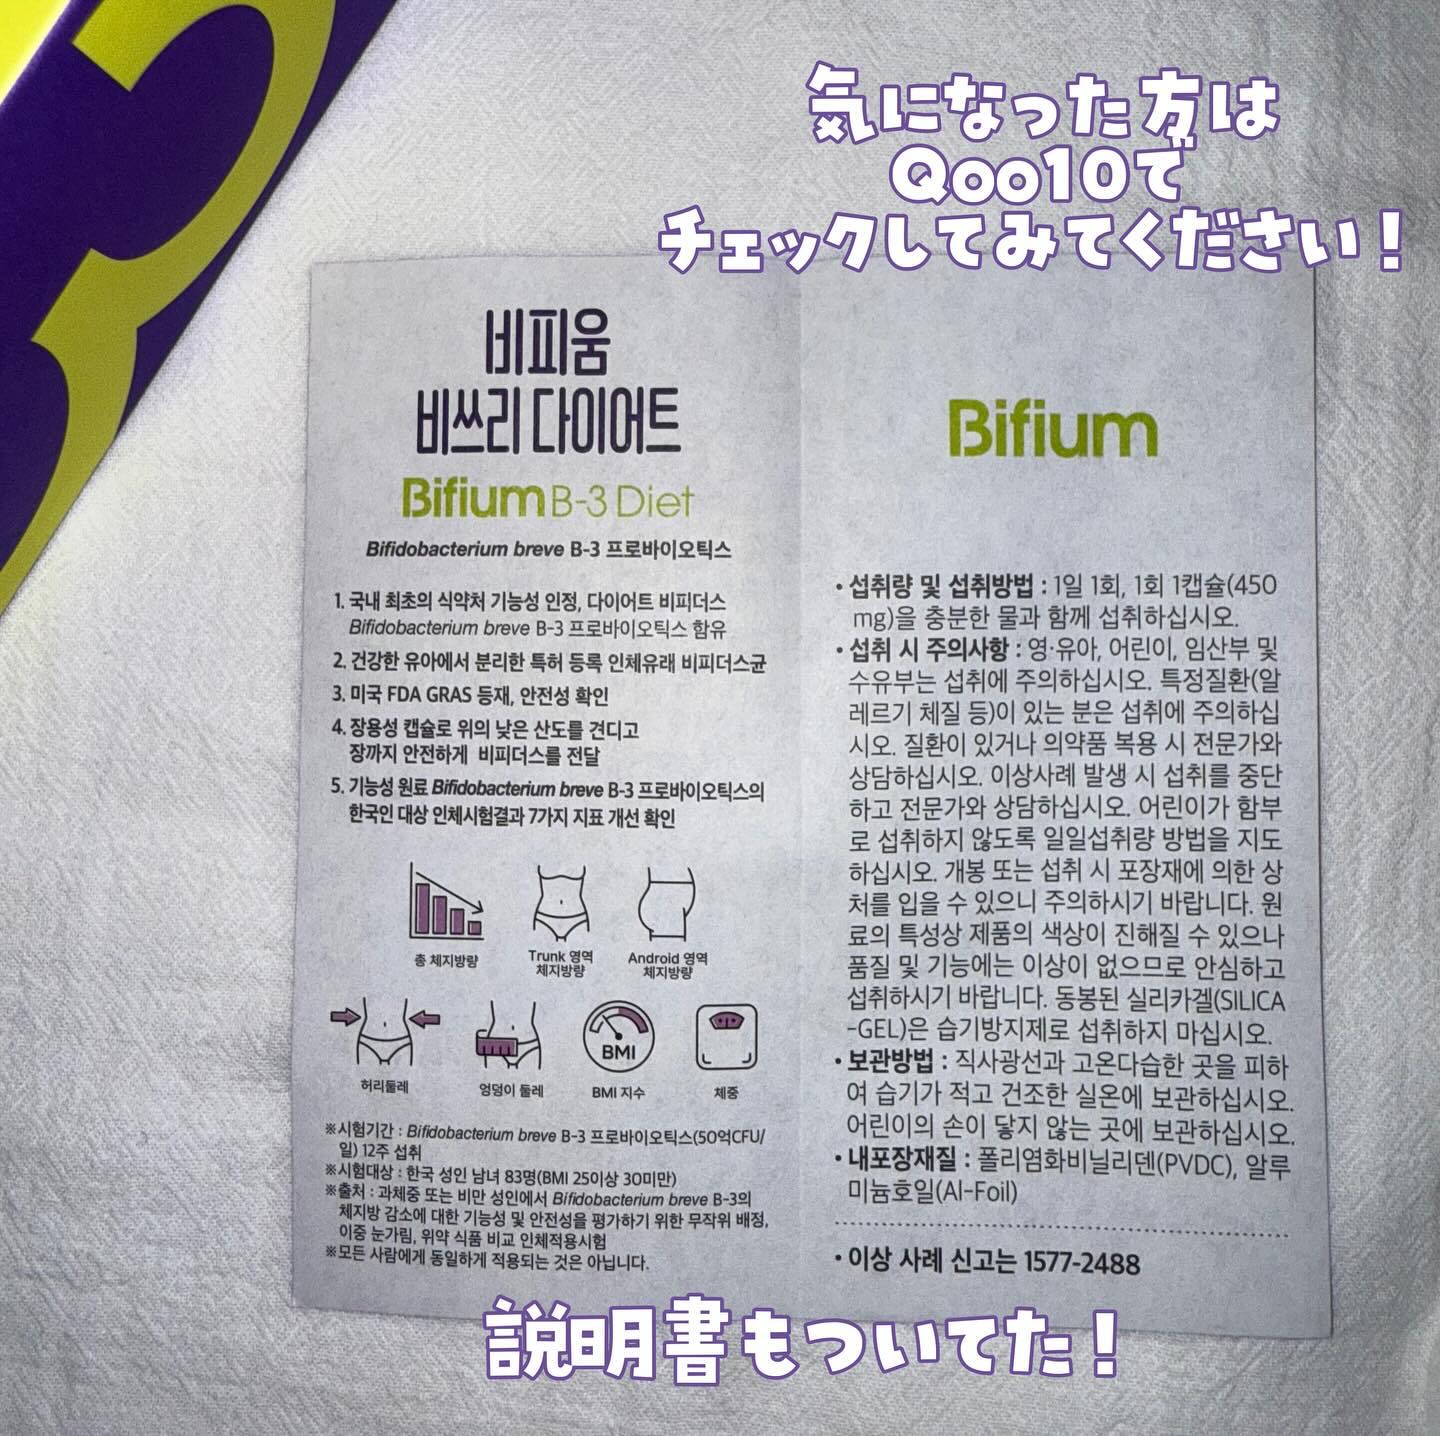 気になった方は
Qoo10で
チェックしてみてください！
비피움
비쓰리 다이어트
Bifium B-3 Diet
Bifidobacterium breve B-3 프로바이오틱스
1. 국내 최초의 식약처 기능성 인정, 다이어트 비피더스
Bifidobacterium breve B-3 프로바이오틱스 함유
2. 건강한 유아에서 분리한 특허 등록 인체유래 비피더스균
3. 미국 FDA GRAS 등재, 안전성 확인
4. 장용성 캡슐로 위의 낮은 산도를 견디고
장까지 안전하게 비피더스를 전달
5. 기능성 원료 Bifidobacterium breve B-3 프로바이오틱스의
한국인 대상 인체시험결과 7가지 지표 개선 확인
총 체지방량
Trunk 영역
체지방량
Android 영역
체지방량
허리둘레
엉덩이 둘레
BMI
BMI 지수
체중
※시험기간 : Bifidobacterium breve B-3 프로바이오틱스(50억CFU/
일) 12주 섭취
※시험대상 : 한국 성인 남녀 83명(BMI 25이상 30미만)
※출처 : 과체중 또는 비만 성인에서 Bifidobacterium breve B-3의
체지방 감소에 대한 기능성 및 안전성을 평가하기 위한 무작위 배정,
이중 눈가림, 위약 식품 비교 인체적용시험
※모든 사람에게 동일하게 적용되는 것은 아닙니다.
Bifium
• 섭취량 및 섭취방법 : 1일 1회, 1회 1캡슐(450
mg)을 충분한 물과 함께 섭취하십시오.
• 섭취 시 주의사항 : 영·유아, 어린이, 임산부 및
수유부는 섭취에 주의하십시오. 특정질환(알
레르기 체질 등)이 있는 분은 섭취에 주의하십
시오. 질환이 있거나 의약품 복용 시 전문가와
상담하십시오. 이상사례 발생 시 섭취를 중단
하고 전문가와 상담하십시오. 어린이가 함부
로 섭취하지 않도록 일일섭취량 방법을 지도
하십시오. 개봉 또는 섭취 시 포장재에 의한 상
처를 입을 수 있으니 주의하시기 바랍니다. 원
료의 특성상 제품의 색상이 진해질 수 있으나
품질 및 기능에는 이상이 없으므로 안심하고
섭취하시기 바랍니다. 동봉된 실리카겔(SILICA
-GEL)은 습기방지제로 섭취하지 마십시오.
• 보관방법 : 직사광선과 고온다습한 곳을 피하
여 습기가 적고 건조한 실온에 보관하십시오.
어린이의 손이 닿지 않는 곳에 보관하십시오.
• 내포장재질 : 폴리염화비닐리덴(PVDC), 알루
미늄호일(Al-Foil)
• 이상 사례 신고는 1577-2488
説明書もついてた！